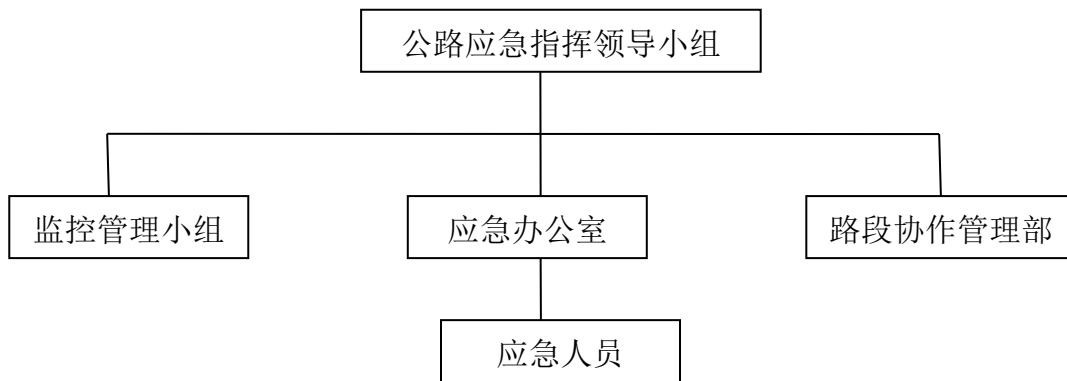 公路应急指挥领导小组
监控管理小组
应急办公室
路段协作管理部
应急人员